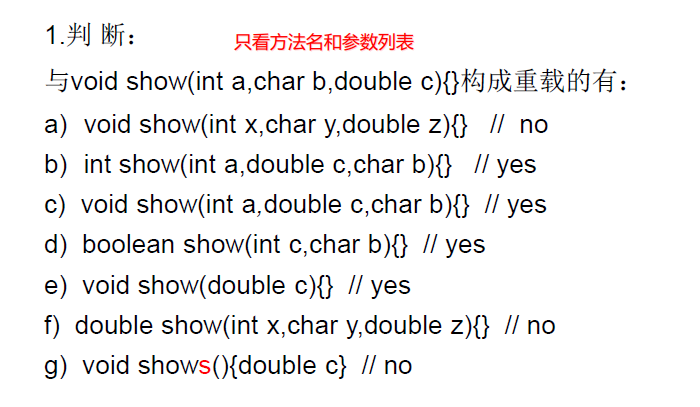 1.判 断：
只看方法名和参数列表
与void show(int a,char b,double c){}构成重载的有：
a) void show(int x,char y,double z){} // no
b) int show(int a,double c,char b){} // yes
c) void show(int a,double c,char b){} // yes
d) boolean show(int c,char b){} // yes
e) void show(double c){} // yes
f) double show(int x,char y,double z){} // no
g) void shows(){double c} // no